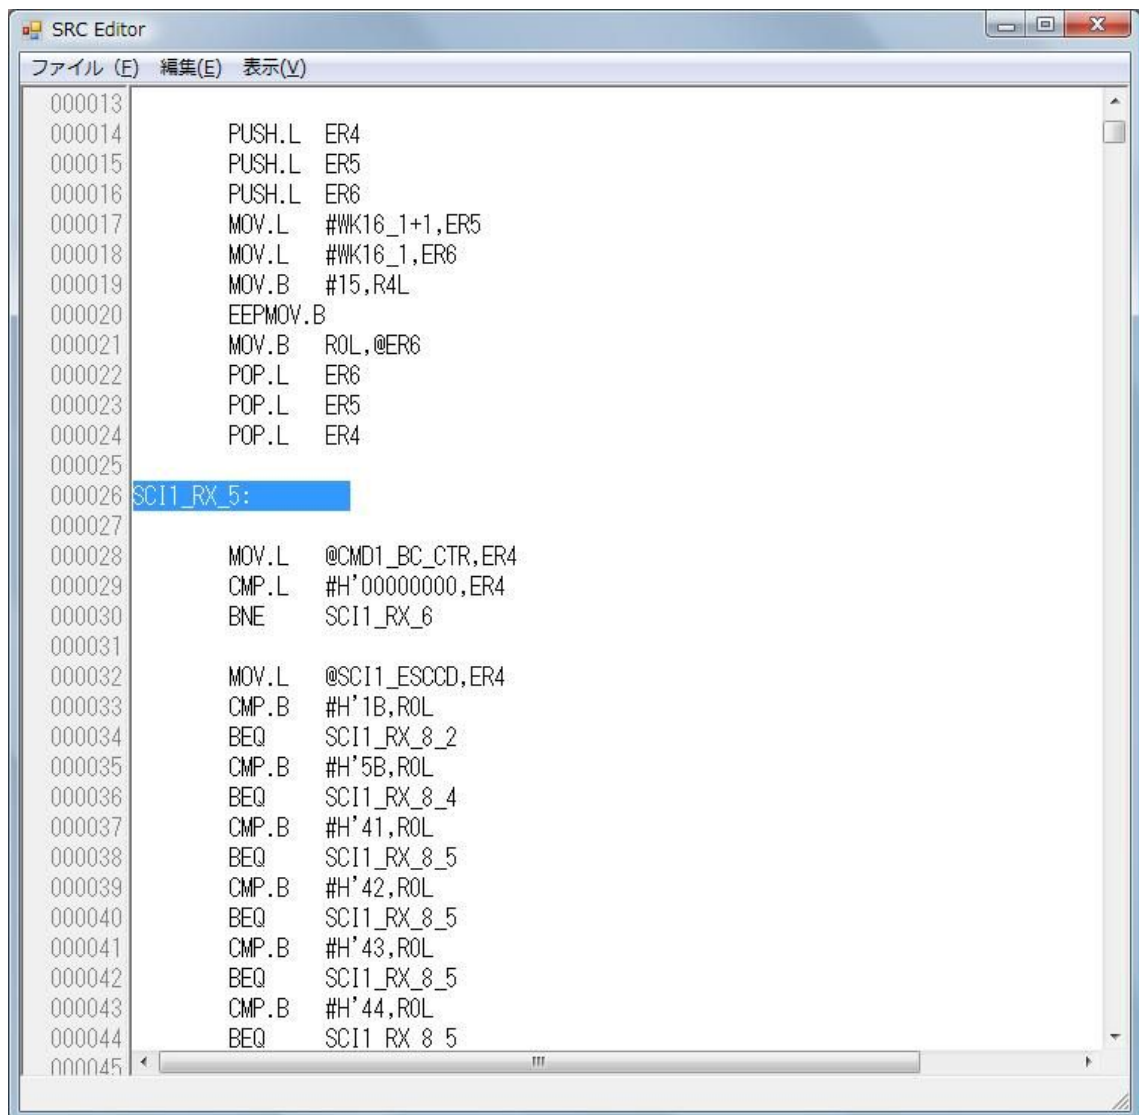 SRC Editor
ファイル (F) 編集(E) 表示(V)
000013
000014 PUSH.L ER4
000015 PUSH.L ER5
000016 PUSH.L ER6
000017 MOV.L #WK16_1+1,ER5
000018 MOV.L #WK16_1,ER6
000019 MOV.B #15,R4L
000020 EEPMOV.B
000021 MOV.B R0L,@ER6
000022 POP.L ER6
000023 POP.L ER5
000024 POP.L ER4
000025
000026 SCI1_RX_5:
000027
000028 MOV.L @CMD1_BC_CTR,ER4
000029 CMP.L #H'00000000,ER4
000030 BNE SCI1_RX_6
000031
000032 MOV.L @SCI1_ESCCD,ER4
000033 CMP.B #H'1B,R0L
000034 BEQ SCI1_RX_8_2
000035 CMP.B #H'5B,R0L
000036 BEQ SCI1_RX_8_4
000037 CMP.B #H'41,R0L
000038 BEQ SCI1_RX_8_5
000039 CMP.B #H'42,R0L
000040 BEQ SCI1_RX_8_5
000041 CMP.B #H'43,R0L
000042 BEQ SCI1_RX_8_5
000043 CMP.B #H'44,R0L
000044 BEQ SCI1_RX_8_5
000045